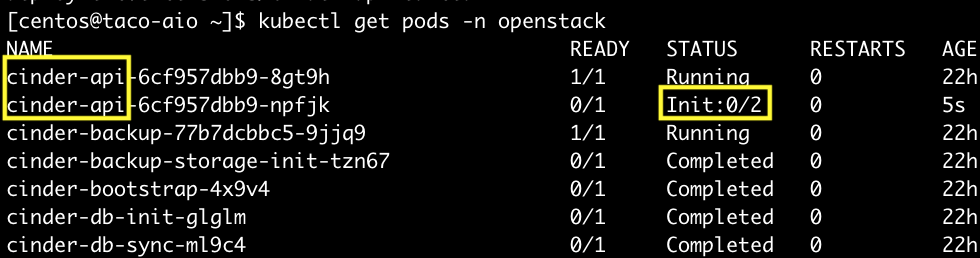 [centos@taco-aio ~]$ kubectl get pods -n openstack
NAME READY STATUS RESTARTS AGE
cinder-api-6cf957dbb9-8gt9h 1/1 Running 0 22h
cinder-api-6cf957dbb9-npfjk 0/1 Init:0/2 0 5s
cinder-backup-77b7dcbbc5-9jjq9 1/1 Running 0 22h
cinder-backup-storage-init-tzn67 0/1 Completed 0 22h
cinder-bootstrap-4x9v4 0/1 Completed 0 22h
cinder-db-init-glglm 0/1 Completed 0 22h
cinder-db-sync-ml9c4 0/1 Completed 0 22h